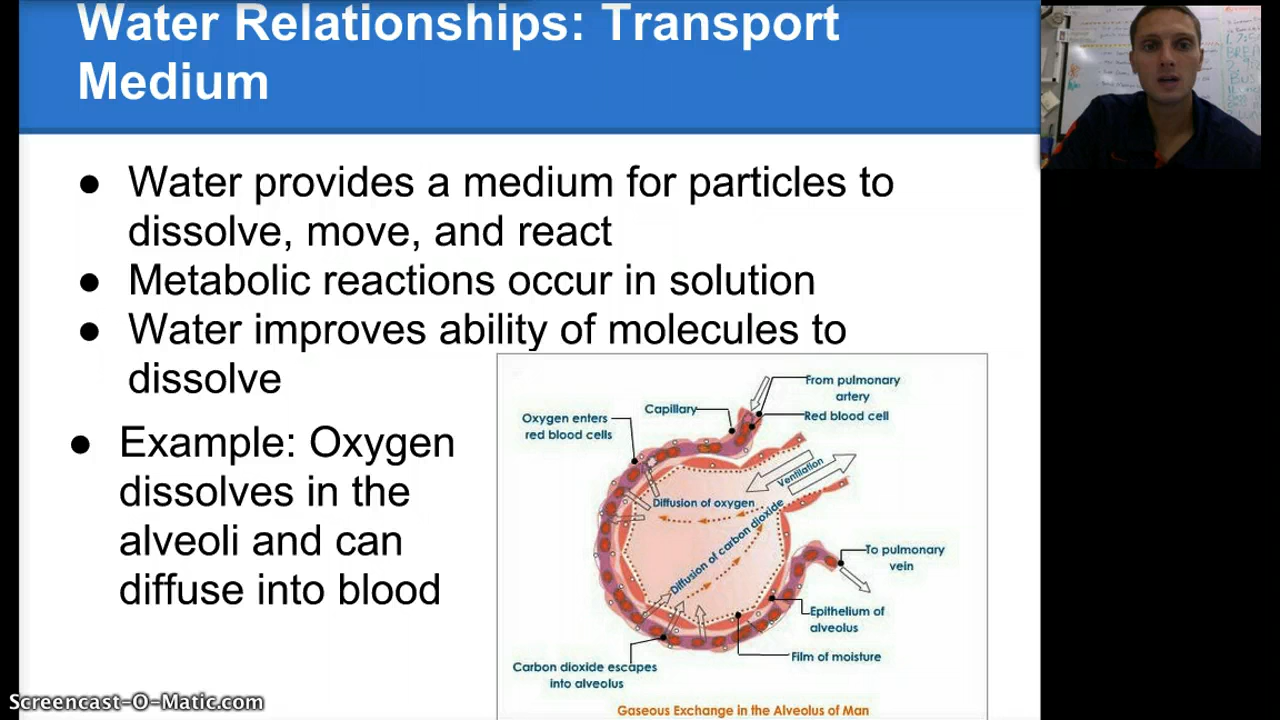 Water Relationships: Transport
Medium
● Water provides a medium for particles to
dissolve, move, and react
● Metabolic reactions occur in solution
● Water improves ability of molecules to
dissolve
● Example: Oxygen
dissolves in the
alveoli and can
diffuse into blood
From pulmonary
artery
Capillary
Red blood cell
Oxygen enters
red blood cells
Ventilation
Diffusion of oxygen
Diffusion of carbon dioxide
To pulmonary
vein
Epithelium of
alveolus
Film of moisture
Carbon dioxide escapes
into alveolus
Gaseous Exchange in the Alveolus of Man
Screencast-O-Matic.com